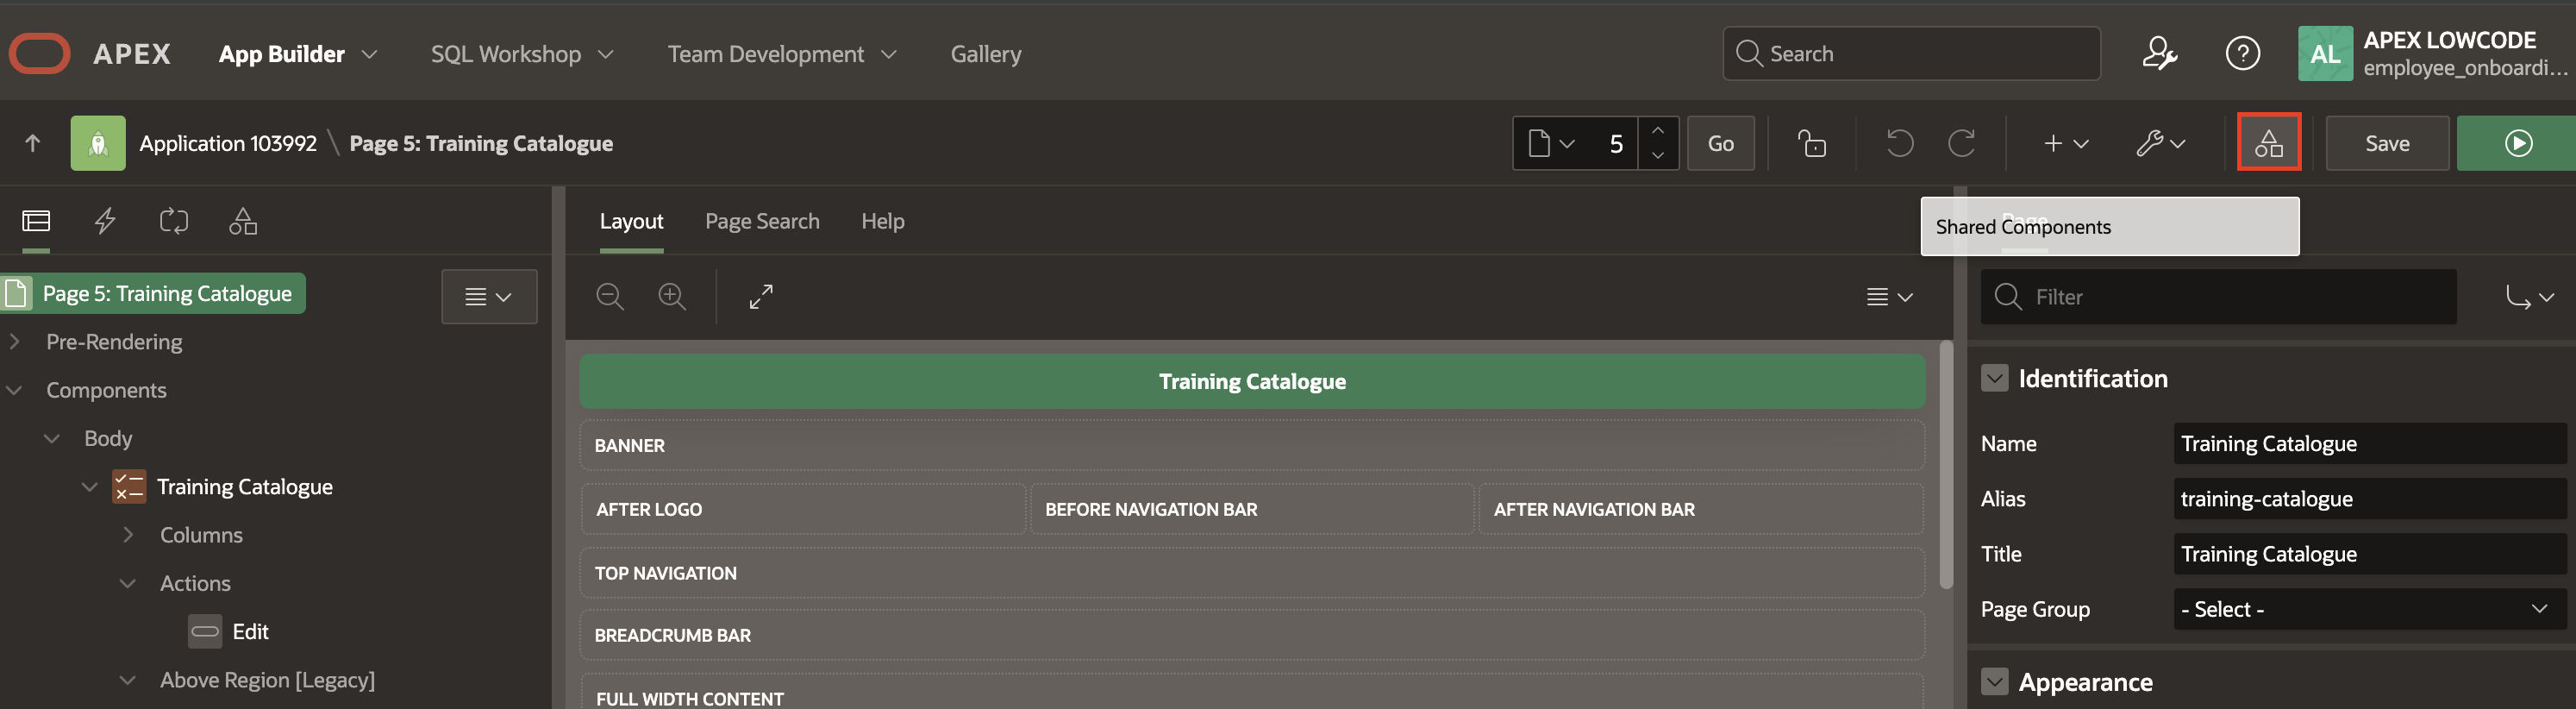 APEX App Builder SQL Workshop Team Development Gallery Search ? AL APEX LOWCODE
employee_onboardi...
Application 103992 \ Page 5: Training Catalogue 5 Go Save
Layout Page Search Help Page
Shared Components
Page 5: Training Catalogue
Filter
Pre-Rendering
Components
Body
Training Catalogue
Columns
Actions
Edit
Above Region [Legacy]
Training Catalogue
BANNER
AFTER LOGO BEFORE NAVIGATION BAR AFTER NAVIGATION BAR
TOP NAVIGATION
BREADCRUMB BAR
FULL WIDTH CONTENT
Identification
Name Training Catalogue
Alias training-catalogue
Title Training Catalogue
Page Group - Select -
Appearance